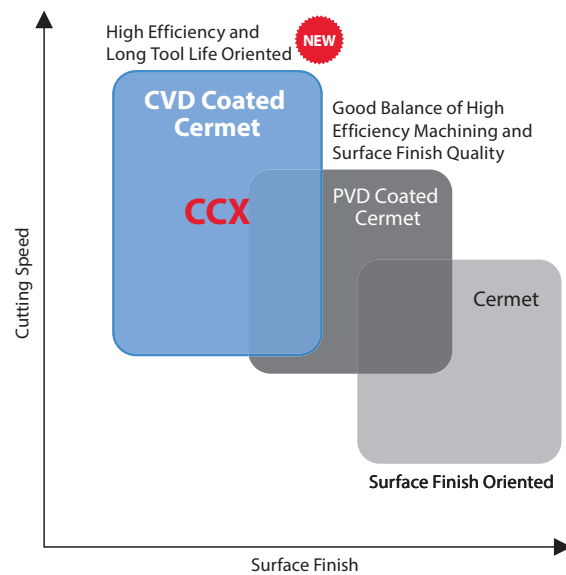 High Efficiency and
Long Tool Life Oriented
NEW
CVD Coated
Cermet
CCX
Good Balance of High
Efficiency Machining and
Surface Finish Quality
PVD Coated
Cermet
Cermet
Surface Finish Oriented
Cutting Speed
Surface Finish